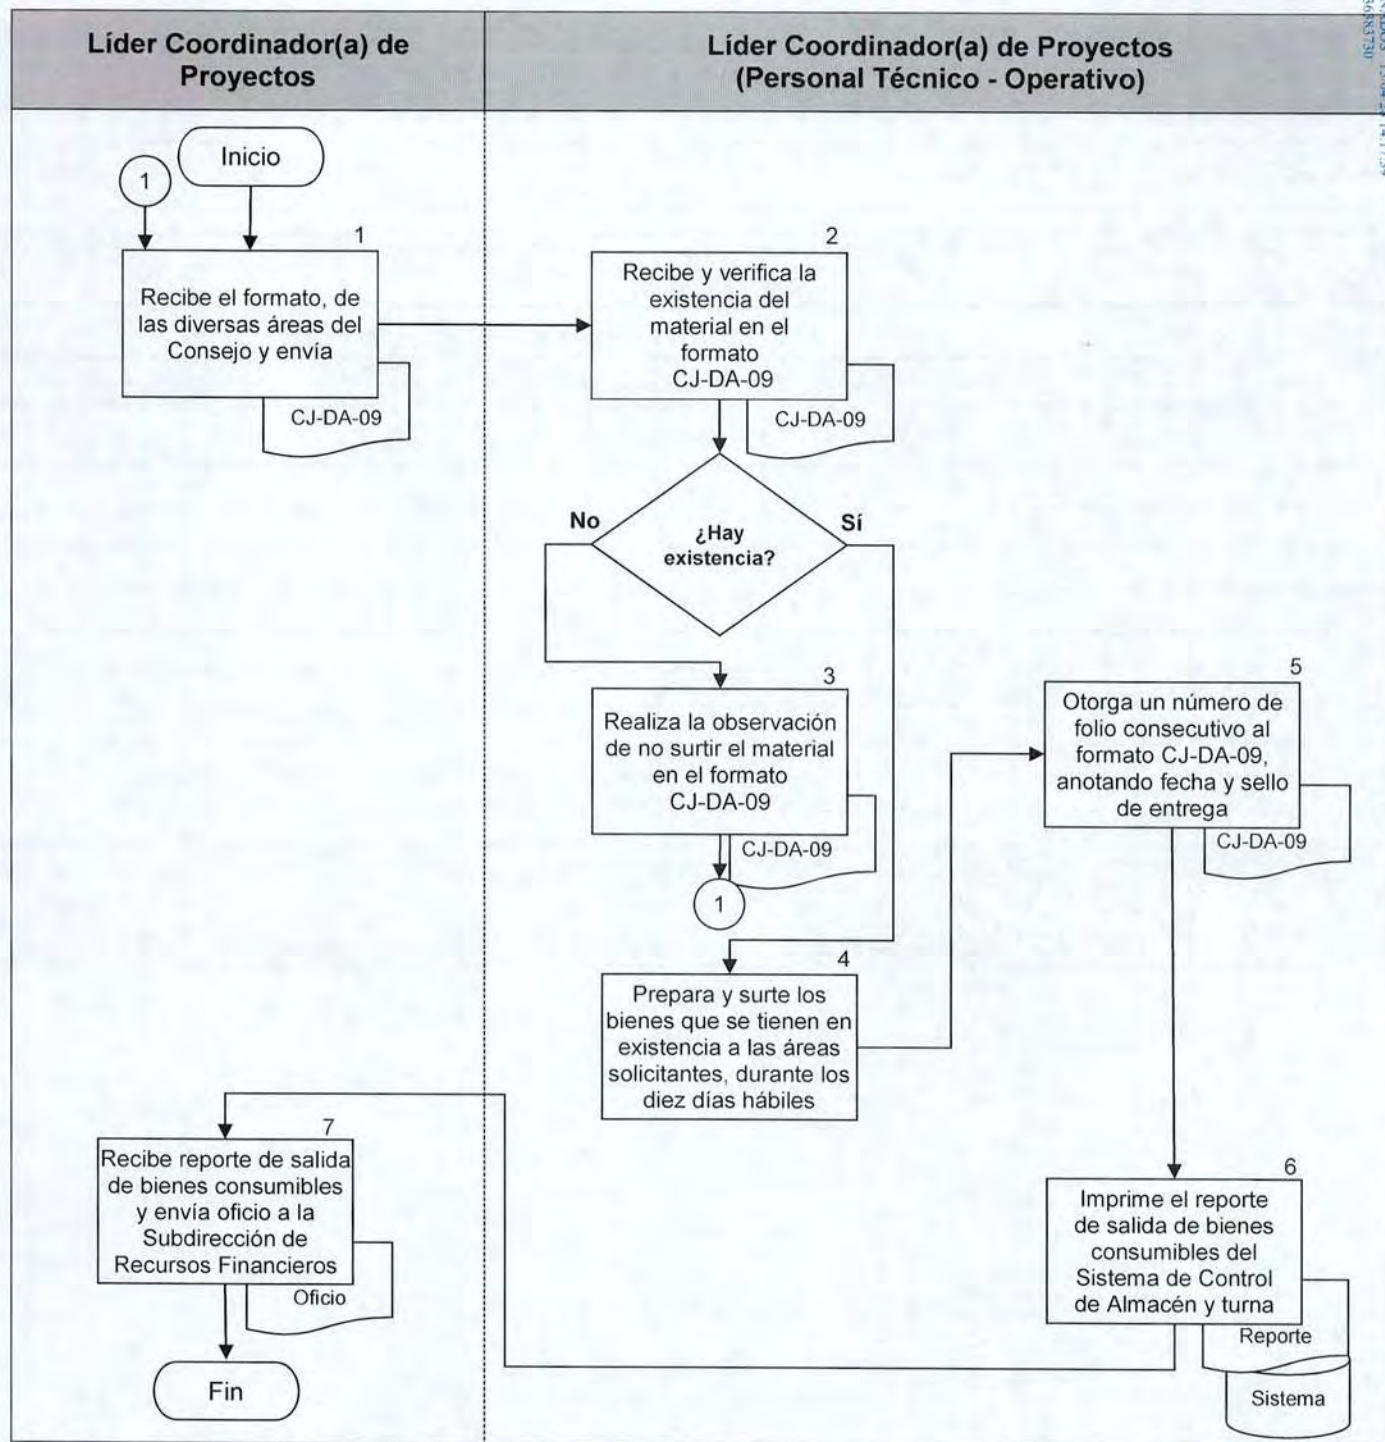 Líder Coordinador(a) de
Proyectos
Líder Coordinador(a) de Proyectos
(Personal Técnico - Operativo)
Inicio
1
1
Recibe el formato, de
las diversas áreas del
Consejo y envía
CJ-DA-09
2
Recibe y verifica la
existencia del
material en el
formato
CJ-DA-09
CJ-DA-09
No
¿Hay
existencia?
Sí
3
Realiza la observación
de no surtir el material
en el formato
CJ-DA-09
CJ-DA-09
1
4
Prepara y surte los
bienes que se tienen en
existencia a las áreas
solicitantes, durante los
diez días hábiles
5
Otorga un número de
folio consecutivo al
formato CJ-DA-09,
anotando fecha y sello
de entrega
CJ-DA-09
6
Imprime el reporte
de salida de bienes
consumibles del
Sistema de Control
de Almacén y turna
Reporte
Sistema
7
Recibe reporte de salida
de bienes consumibles
y envía oficio a la
Subdirección de
Recursos Financieros
Oficio
Fin